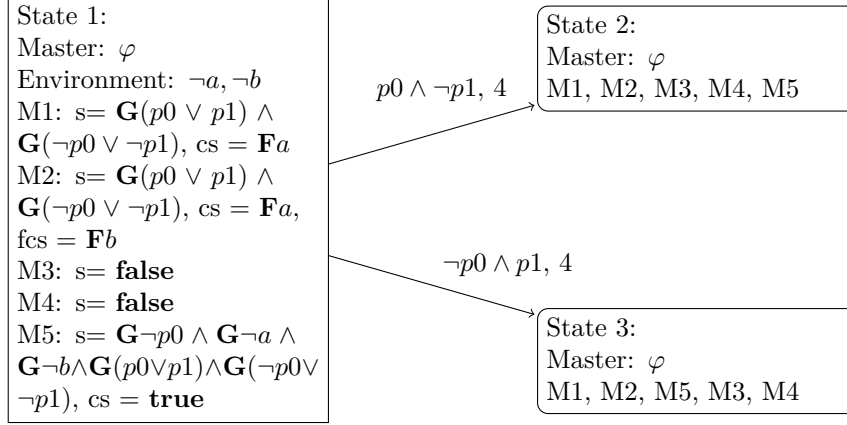 State 1:
Master: φ
Environment: ¬a, ¬b
M1: s= G(p0 ∨ p1) ∧
G(¬p0 ∨ ¬p1), cs = Fa
M2: s= G(p0 ∨ p1) ∧
G(¬p0 ∨ ¬p1), cs = Fa,
fcs = Fb
M3: s= false
M4: s= false
M5: s= G¬p0 ∧ G¬a ∧
G¬b∧G(p0∨p1)∧G(¬p0∨
¬p1), cs = true
p0 ∧ ¬p1, 4
State 2:
Master: φ
M1, M2, M3, M4, M5
¬p0 ∧ p1, 4
State 3:
Master: φ
M1, M2, M5, M3, M4